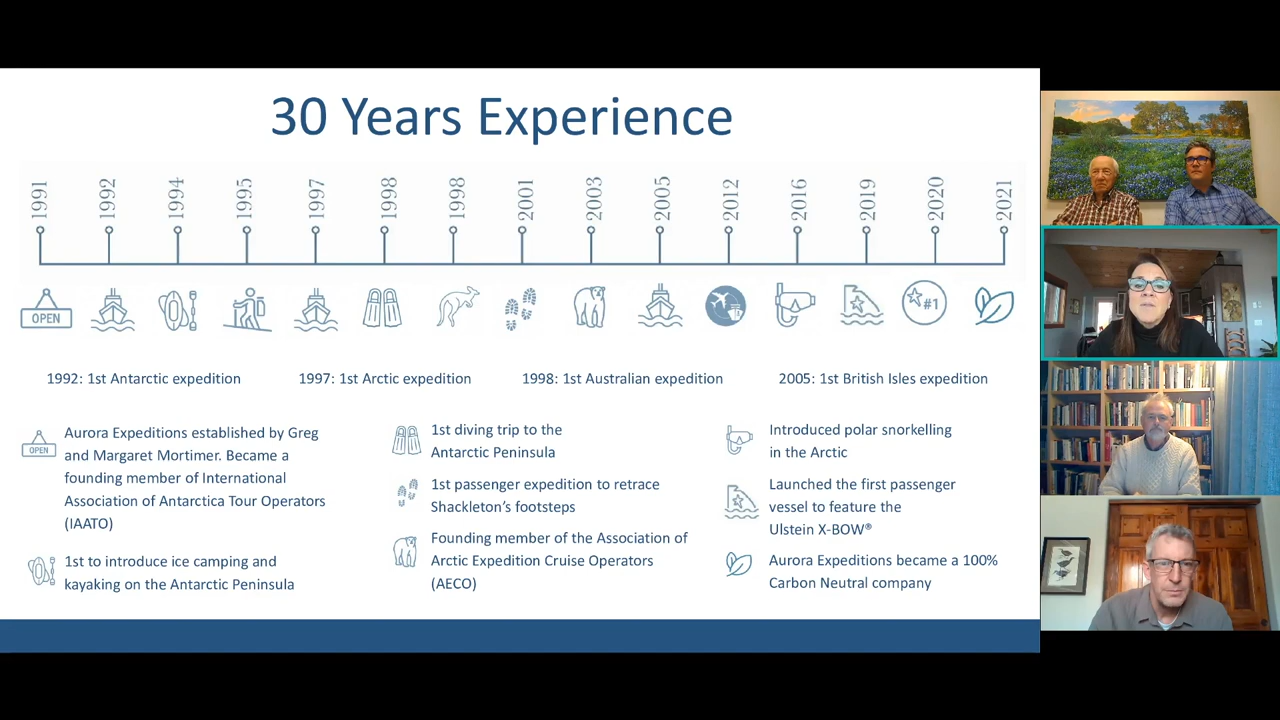 30 Years Experience
1991
1992
1994
1995
1997
1998
1998
2001
2003
2005
2012
2016
2019
2020
2021
OPEN
#1
1992: 1st Antarctic expedition
1997: 1st Arctic expedition
1998: 1st Australian expedition
2005: 1st British Isles expedition
OPEN
Aurora Expeditions established by Greg
and Margaret Mortimer. Became a
founding member of International
Association of Antarctica Tour Operators
(IAATO)
1st to introduce ice camping and
kayaking on the Antarctic Peninsula
1st diving trip to the
Antarctic Peninsula
1st passenger expedition to retrace
Shackleton’s footsteps
Founding member of the Association of
Arctic Expedition Cruise Operators
(AECO)
Introduced polar snorkelling
in the Arctic
Launched the first passenger
vessel to feature the
Ulstein X-BOW®
Aurora Expeditions became a 100%
Carbon Neutral company